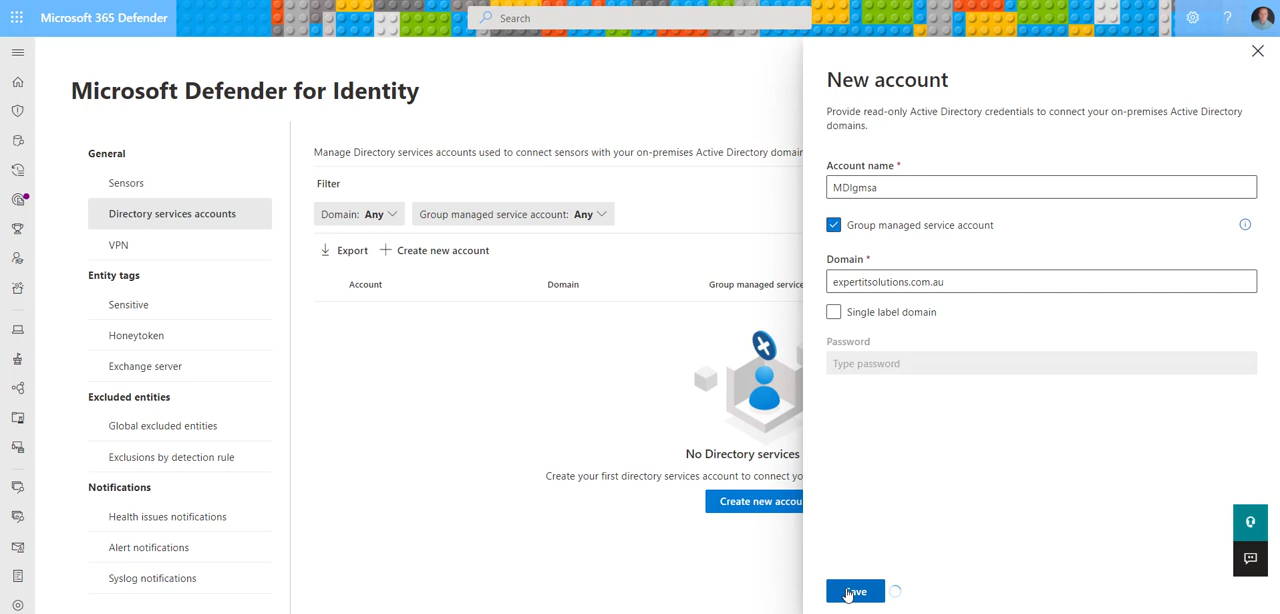 Microsoft 365 Defender
Search
?
Microsoft Defender for Identity
General
Sensors
Directory services accounts
VPN
Entity tags
Sensitive
Honeytoken
Exchange server
Excluded entities
Global excluded entities
Exclusions by detection rule
Notifications
Health issues notifications
Alert notifications
Syslog notifications
Manage Directory services accounts used to connect sensors with your on-premises Active Directory domai
Filter
Domain: Any
Group managed service account: Any
Export
Create new account
Account
Domain
Group managed service
No Directory services
Create your first directory services account to connect yo
Create new accou
New account
Provide read-only Active Directory credentials to connect your on-premises Active Directory
domains.
Account name *
MDIgmsa
Group managed service account
Domain *
expertitsolutions.com.au
Single label domain
Password
Type password
Save